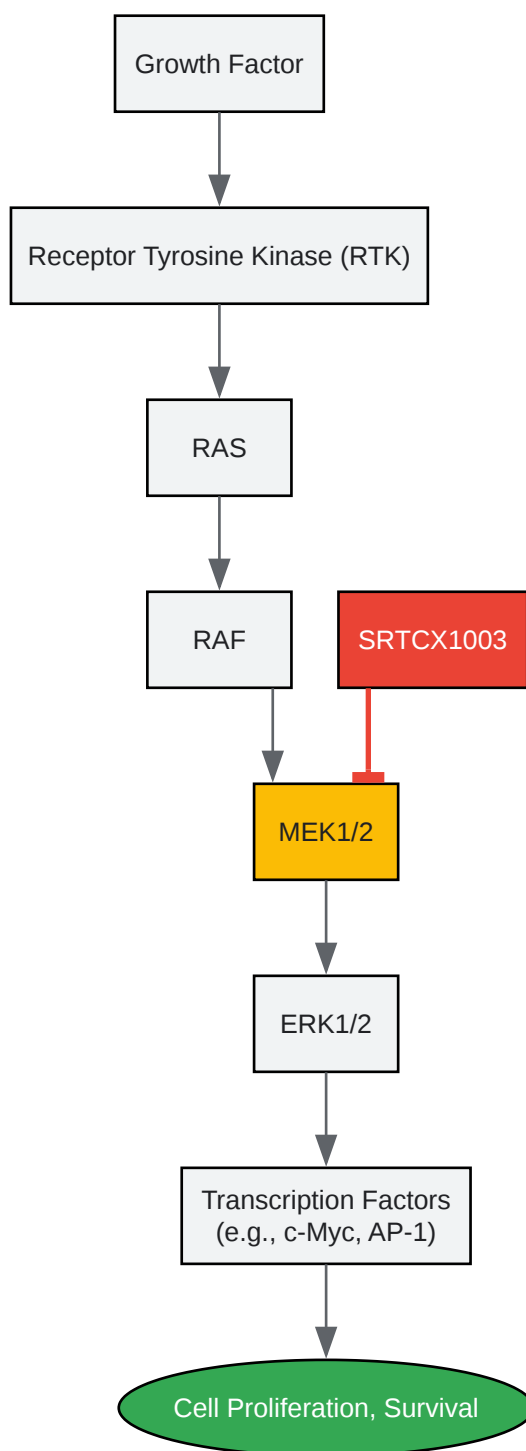 Growth Factor
Receptor Tyrosine Kinase (RTK)
RAS
RAF
SRTCX1003
MEK1/2
ERK1/2
Transcription Factors
(e.g., c-Myc, AP-1)
Cell Proliferation, Survival